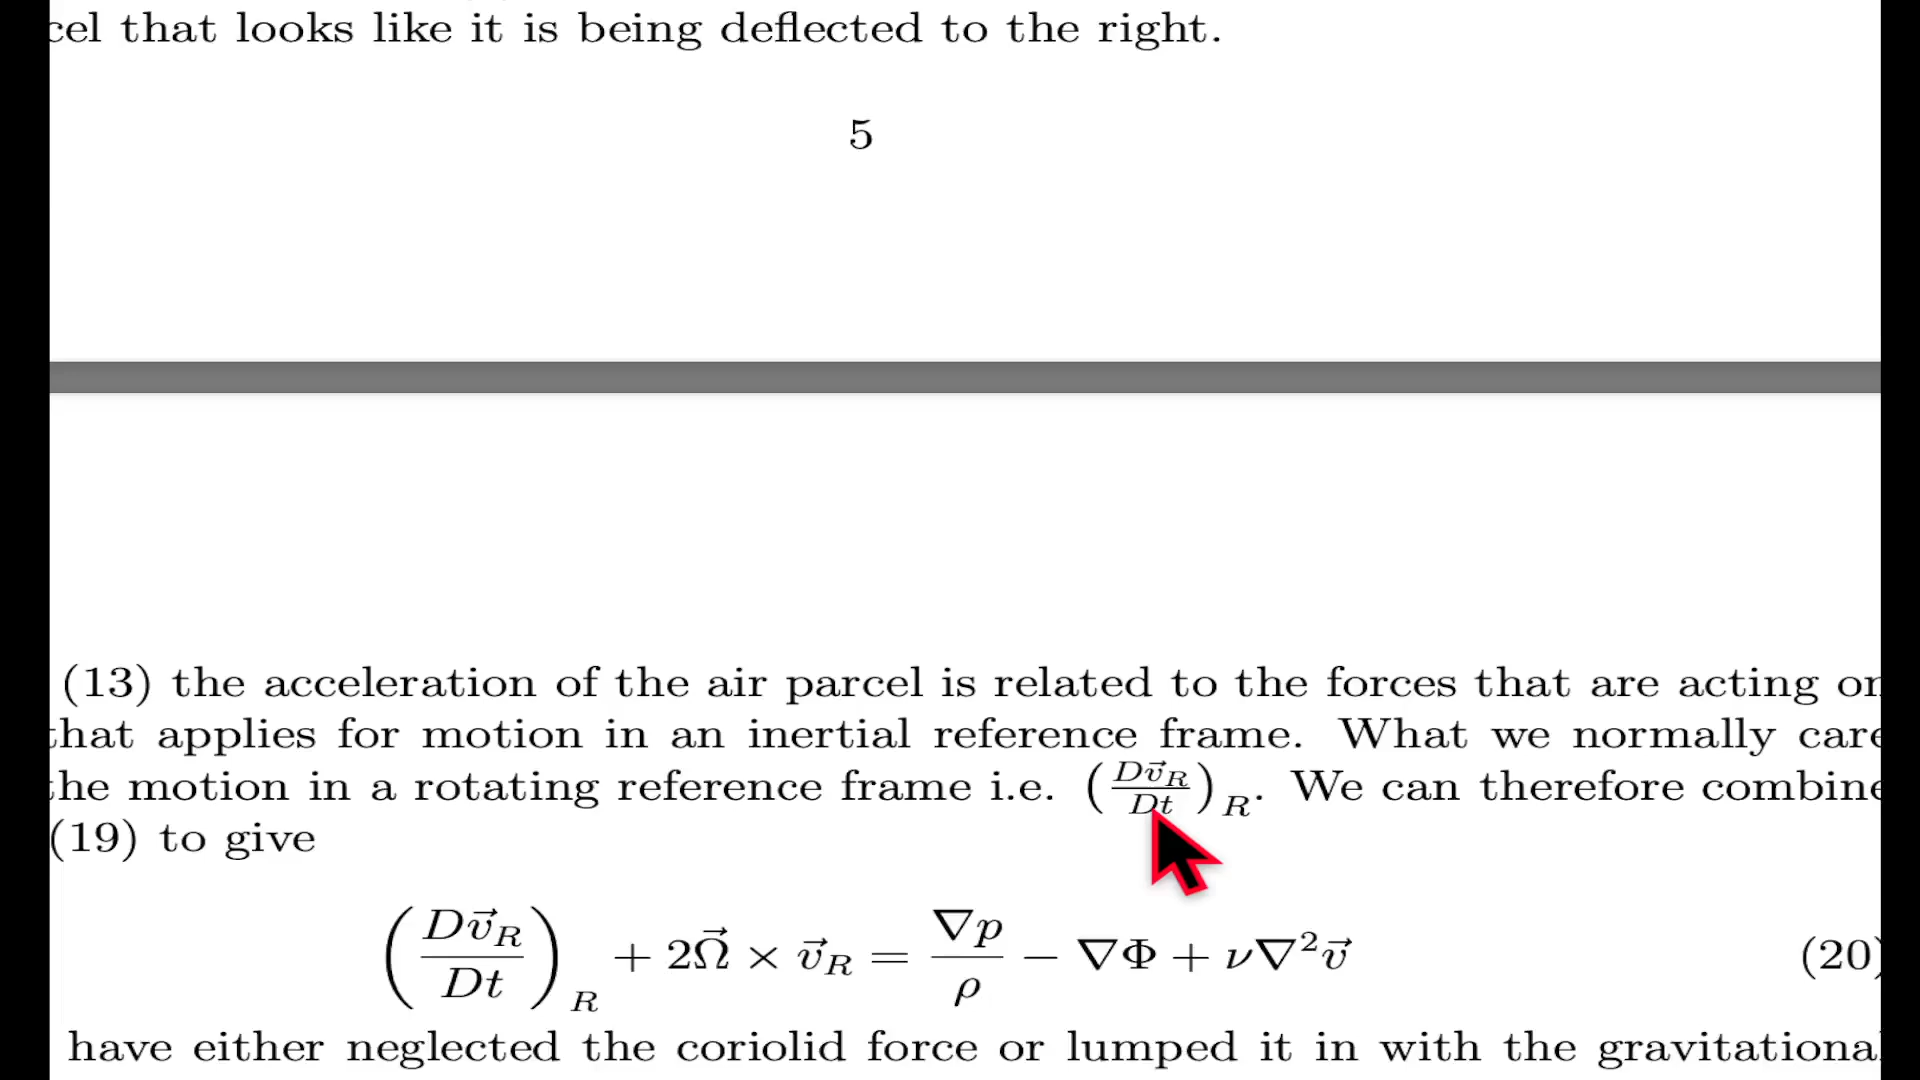 cel that looks like it is being deflected to the right.
5
(13) the acceleration of the air parcel is related to the forces that are acting on
that applies for motion in an inertial reference frame. What we normally care
the motion in a rotating reference frame i.e. (Dv⃗_R/Dt)_R. We can therefore combine
(19) to give
(Dv⃗_R/Dt)_R + 2Ω⃗ × v⃗_R = ∇p/ρ − ∇Φ + ν∇²v⃗ (20)
have either neglected the coriolid force or lumped it in with the gravitational